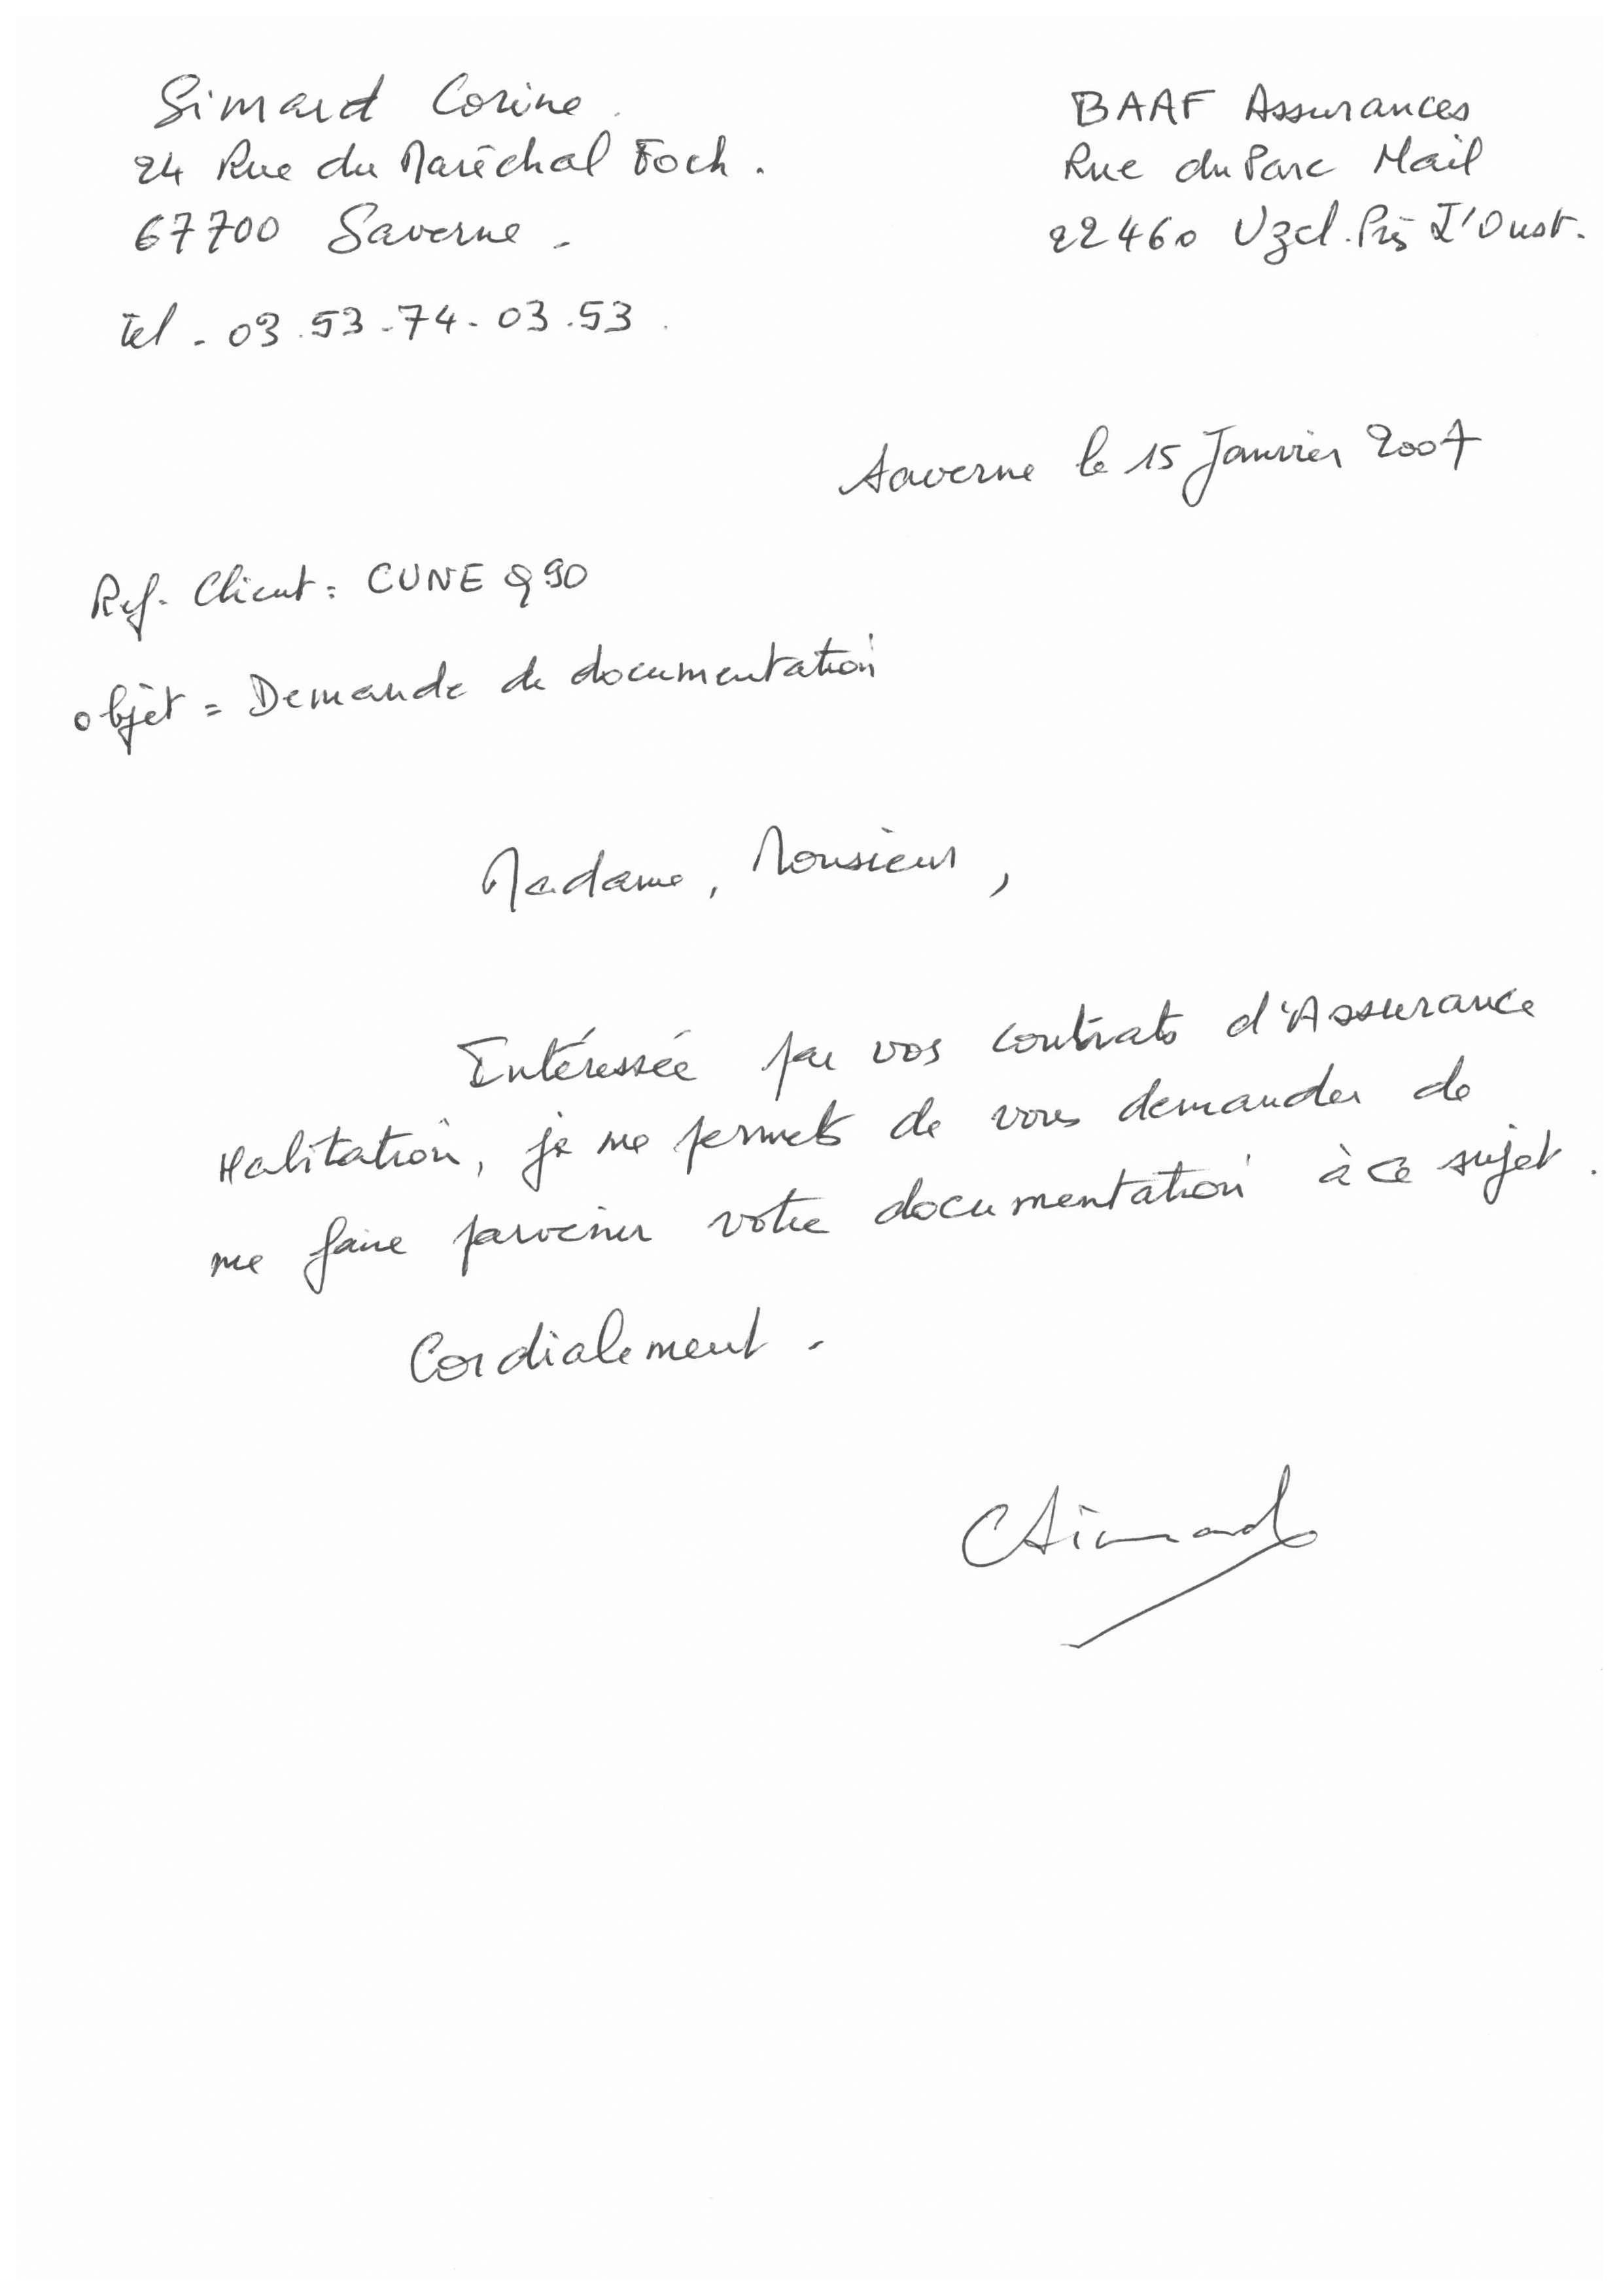 Simard Corine.
24 Rue du Maréchal Foch.
67700 Saverne.
Tel. 03.53.74.03.53.
BAAF Assurances
Rue du Parc Mail
22460 Uzel. Près L'Oust.
Saverne le 15 Janvier 2007
Ref. Client: CUNE Q90
objèt = Demande de documentation
Madame, Monsieur,
Intéressée par vos contrats d'Assurance
Habitation, je me permets de vous demander de
me faire parvenir votre documentation à ce sujet.
Cordialement.
CSimard